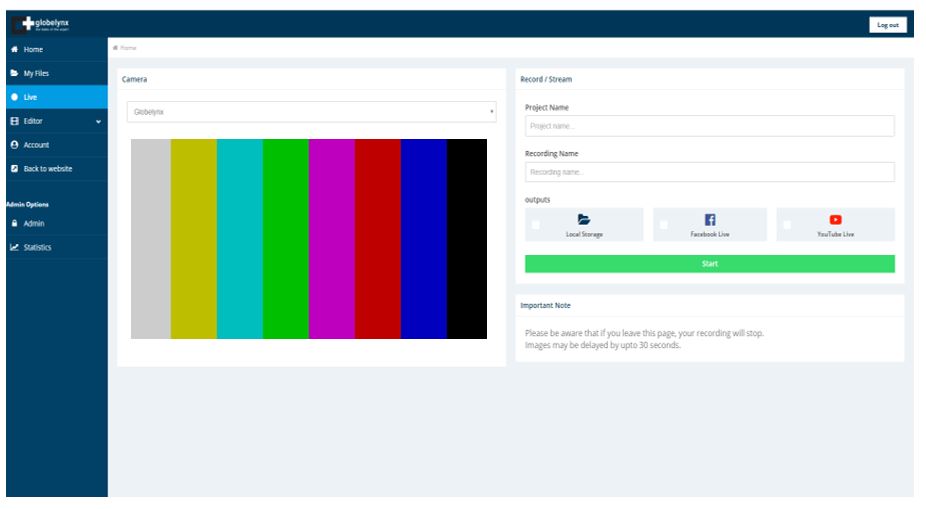 globelynx
Log out
Home
My Files
Live
Editor
Account
Back to website
Admin Options
Admin
Statistics
Home
Camera
Globelynx
Record / Stream
Project Name
Project name...
Recording Name
Recording name...
outputs
Local Storage
Facebook Live
YouTube Live
Start
Important Note
Please be aware that if you leave this page, your recording will stop.
Images may be delayed by upto 30 seconds.